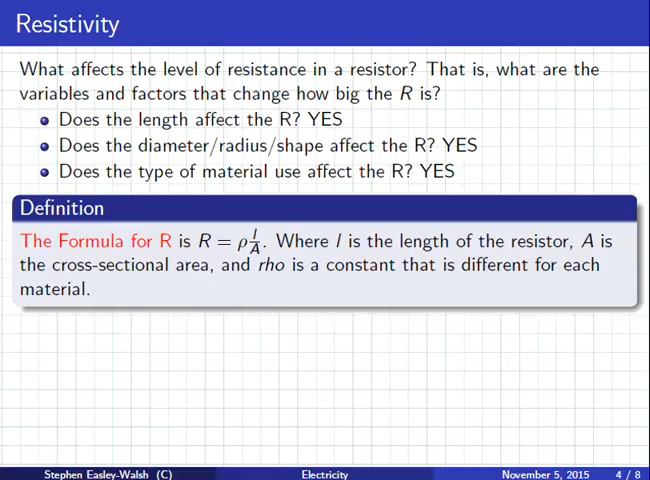 Resistivity
What affects the level of resistance in a resistor? That is, what are the
variables and factors that change how big the R is?
Does the length affect the R? YES
Does the diameter/radius/shape affect the R? YES
Does the type of material use affect the R? YES
Definition
The Formula for R is R = ρ l/A. Where l is the length of the resistor, A is
the cross-sectional area, and rho is a constant that is different for each
material.
Stephen Easley-Walsh (C) Electricity November 5, 2015 4 / 8